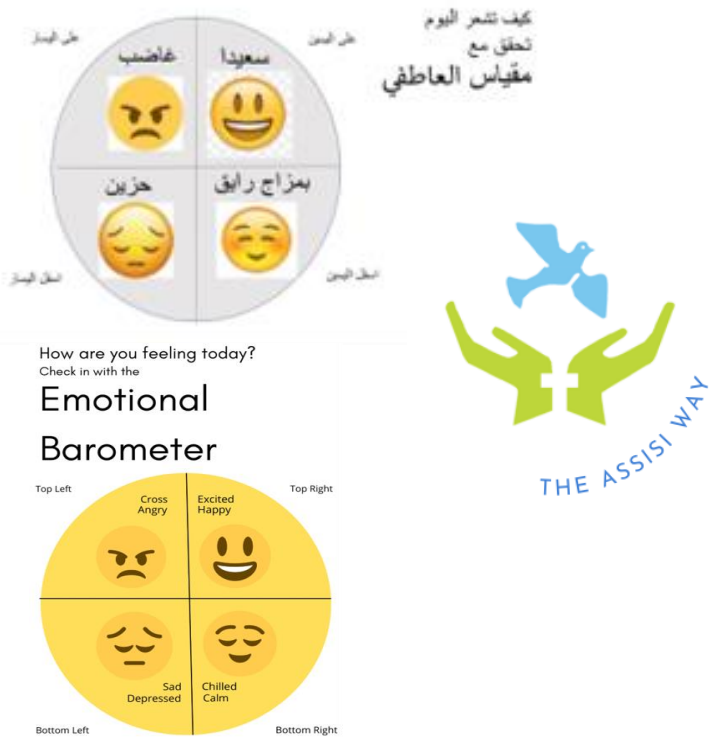 كيف تشعر اليوم
تحقق مع
مقياس العاطفي
على اليمين
على اليسار
سعيدا
غاضب
بمزاج رايق
حزين
اسفل اليمين
اسفل اليسار
How are you feeling today?
Check in with the
Emotional
Barometer
Top Left
Top Right
Cross
Angry
Excited
Happy
Sad
Depressed
Chilled
Calm
Bottom Left
Bottom Right
THE ASSISI WAY